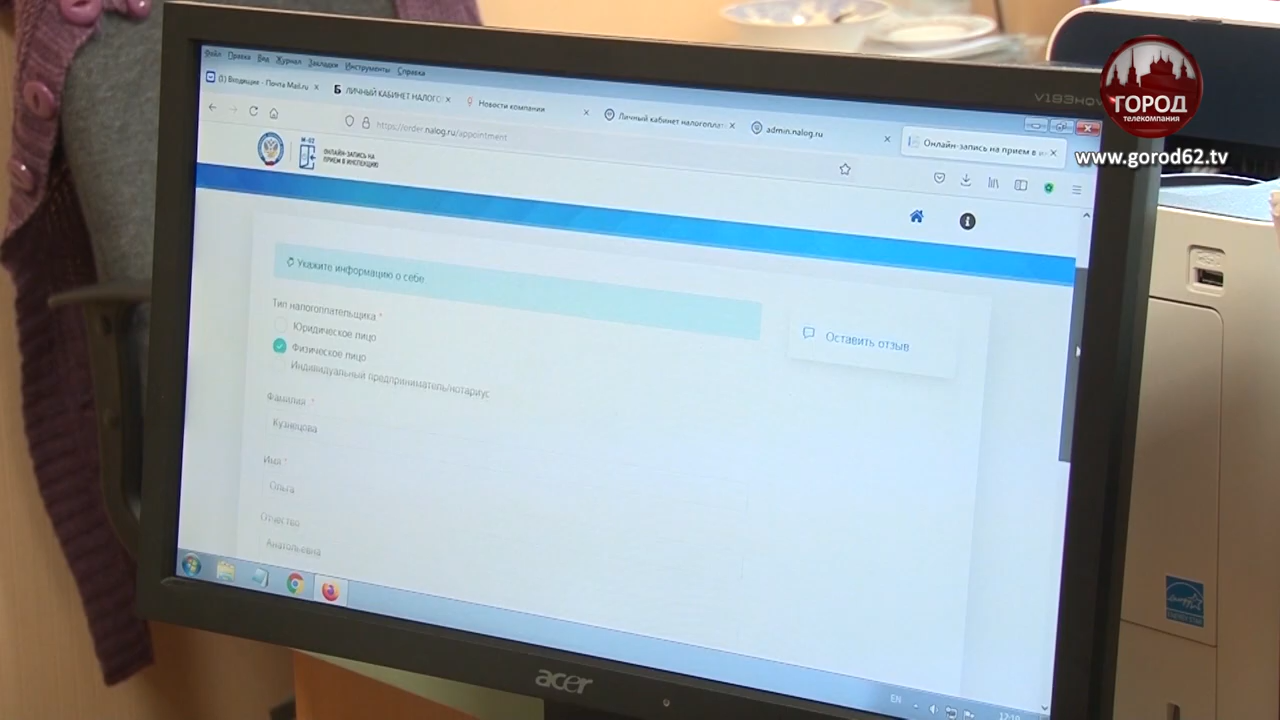 Файл Правка Вид Журнал Закладки Инструменты Справка
(1) Входящие - Почта Mail.ru
Б ЛИЧНЫЙ КАБИНЕТ НАЛОГО
Новости компании
Личный кабинет налогоплат
admin.nalog.ru
Онлайн-запись на прием в и
https://order.nalog.ru/appointment
ОНЛАЙН-ЗАПИСЬ НА
ПРИЕМ В ИНСПЕКЦИЮ
Укажите информацию о себе
Тип налогоплательщика *
Юридическое лицо
Физическое лицо
Индивидуальный предприниматель/нотариус
Оставить отзыв
Фамилия *
Кузнецова
Имя *
Ольга
Отчество
Анатольевна
EN
12:10
acer
ГОРОД
телекомпания
www.gorod62.tv